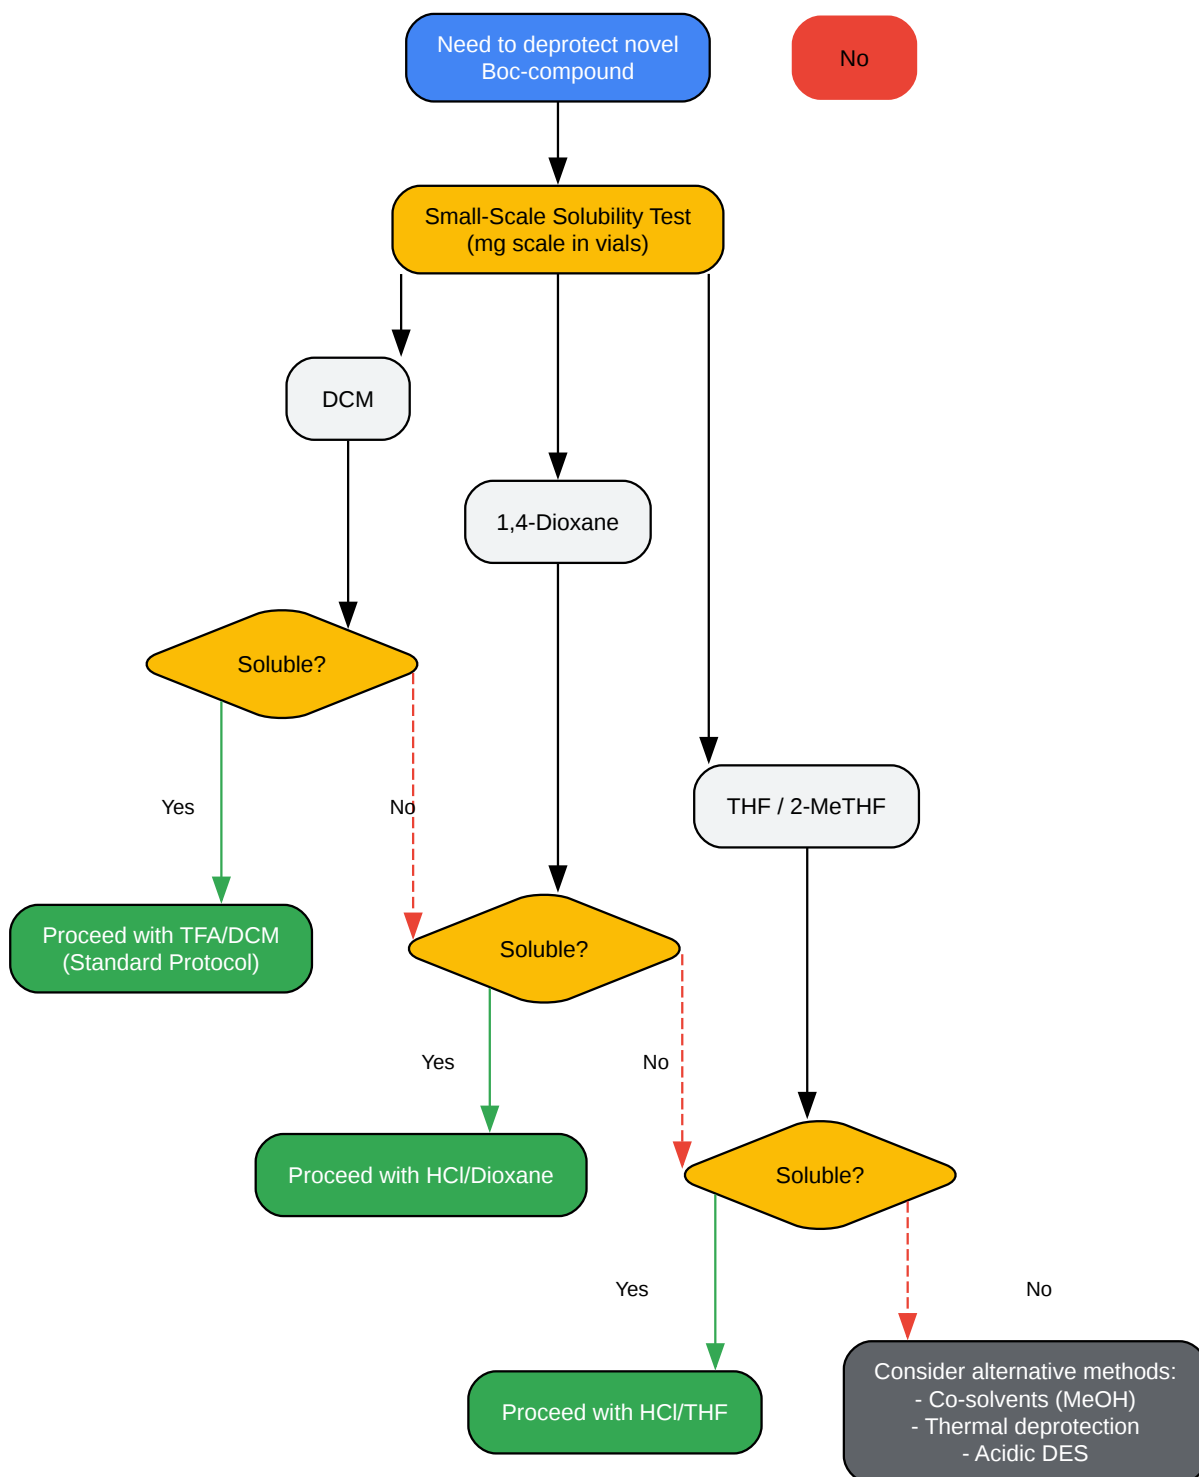 Need to deprotect novel
Boc-compound
No
Small-Scale Solubility Test
(mg scale in vials)
DCM
1,4-Dioxane
Soluble?
Yes
No
THF / 2-MeTHF
Proceed with TFA/DCM
(Standard Protocol)
Soluble?
Yes
No
Proceed with HCl/Dioxane
Soluble?
Yes
No
Proceed with HCl/THF
Consider alternative methods:
- Co-solvents (MeOH)
- Thermal deprotection
- Acidic DES